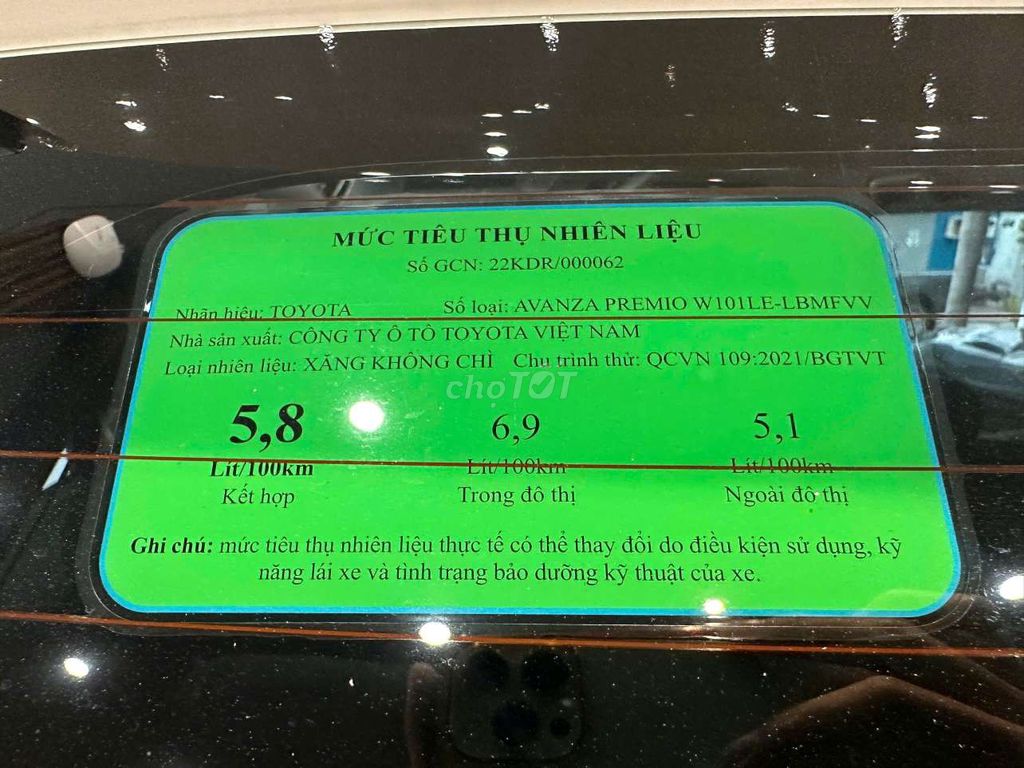 MỨC TIÊU THỤ NHIÊN LIỆU
Số GCN: 22KDR/000062
Nhãn hiệu: TOYOTA Số loại: AVANZA PREMIO W101LE-LBMFVV
Nhà sản xuất: CÔNG TY Ô TÔ TOYOTA VIỆT NAM
Loại nhiên liệu: XĂNG KHÔNG CHÌ Chu trình thử: QCVN 109:2021/BGTVT
chợTỐT
5,8 6,9 5,1
Lít/100km Lít/100km Lít/100km
Kết hợp Trong đô thị Ngoài đô thị
Ghi chú: mức tiêu thụ nhiên liệu thực tế có thể thay đổi do điều kiện sử dụng, kỹ
năng lái xe và tình trạng bảo dưỡng kỹ thuật của xe.